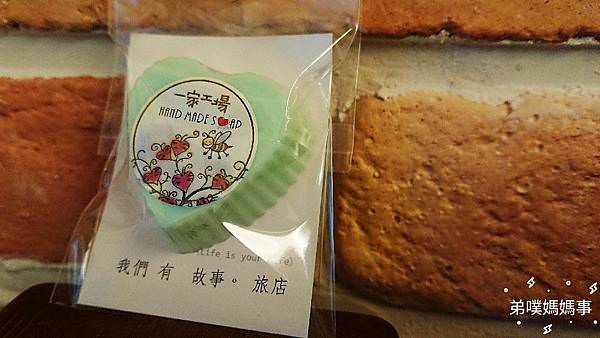 一家工場
HAND MADE SOAP
(life is your
我們 有 故事。旅店
弟噗媽媽事